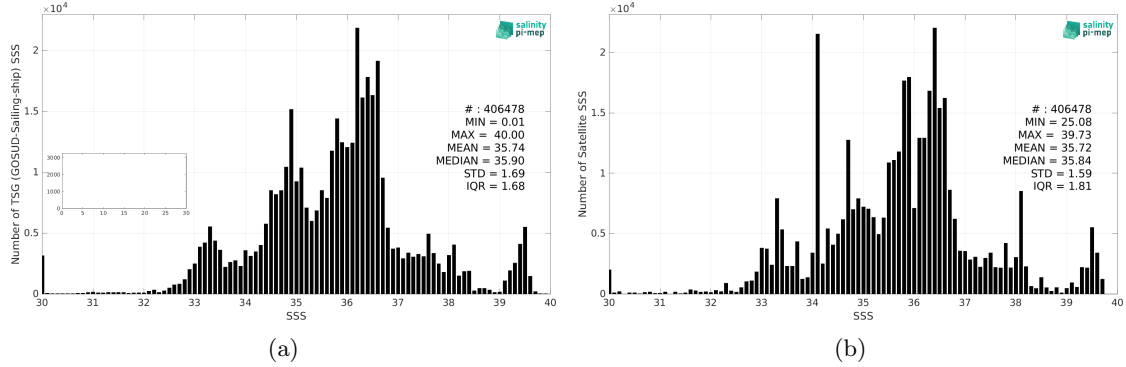 ×10⁴
salinity
pi-mep
Number of TSG (GOSUD-Sailing-ship) SSS
2
1.5
1
0.5
0
# : 406478
MIN = 0.01
MAX = 40.00
MEAN = 35.74
MEDIAN = 35.90
STD = 1.69
IQR = 1.68
3000
2000
1000
0
0 5 10 15 20 25 30
30 31 32 33 34 35 36 37 38 39 40
SSS
(a)
×10⁴
salinity
pi-mep
Number of Satellite SSS
2
1.5
1
0.5
0
# : 406478
MIN = 25.08
MAX = 39.73
MEAN = 35.72
MEDIAN = 35.84
STD = 1.59
IQR = 1.81
30 31 32 33 34 35 36 37 38 39 40
SSS
(b)